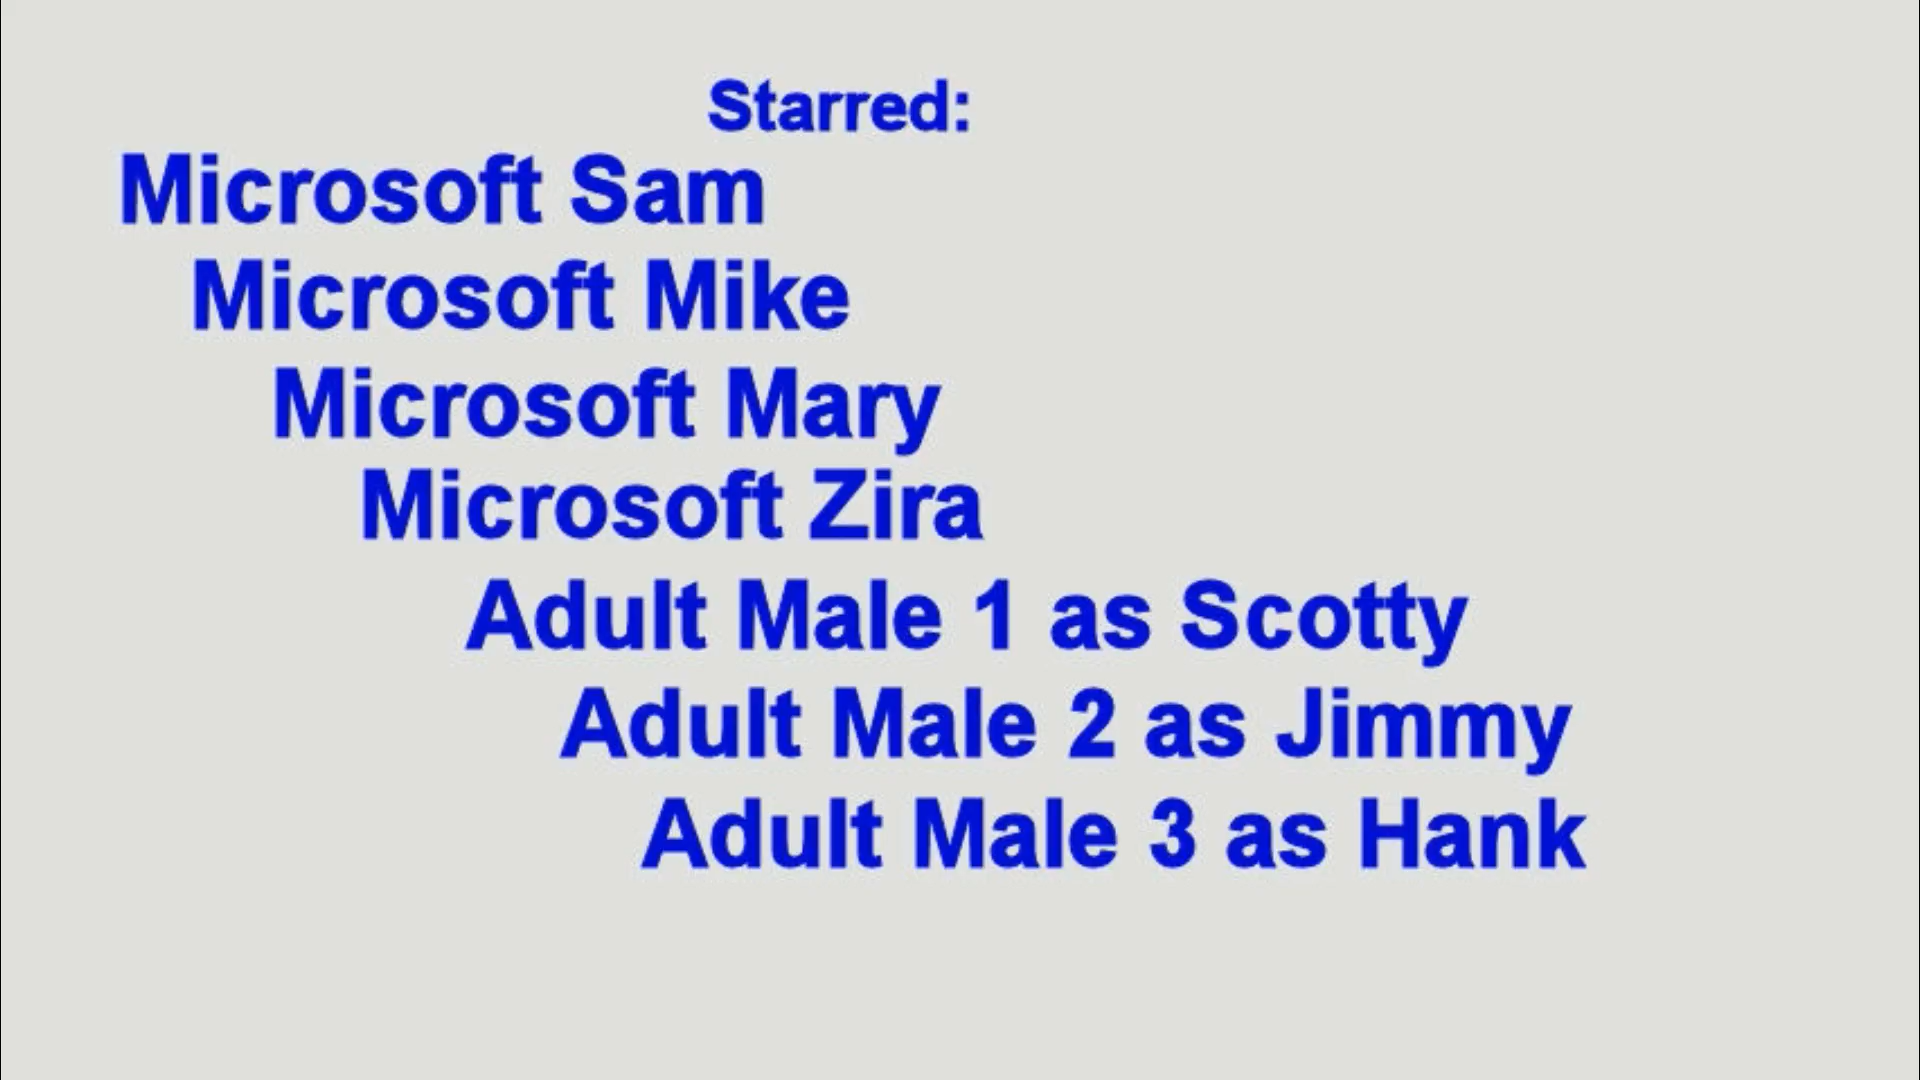 Starred:
Microsoft Sam
Microsoft Mike
Microsoft Mary
Microsoft Zira
Adult Male 1 as Scotty
Adult Male 2 as Jimmy
Adult Male 3 as Hank